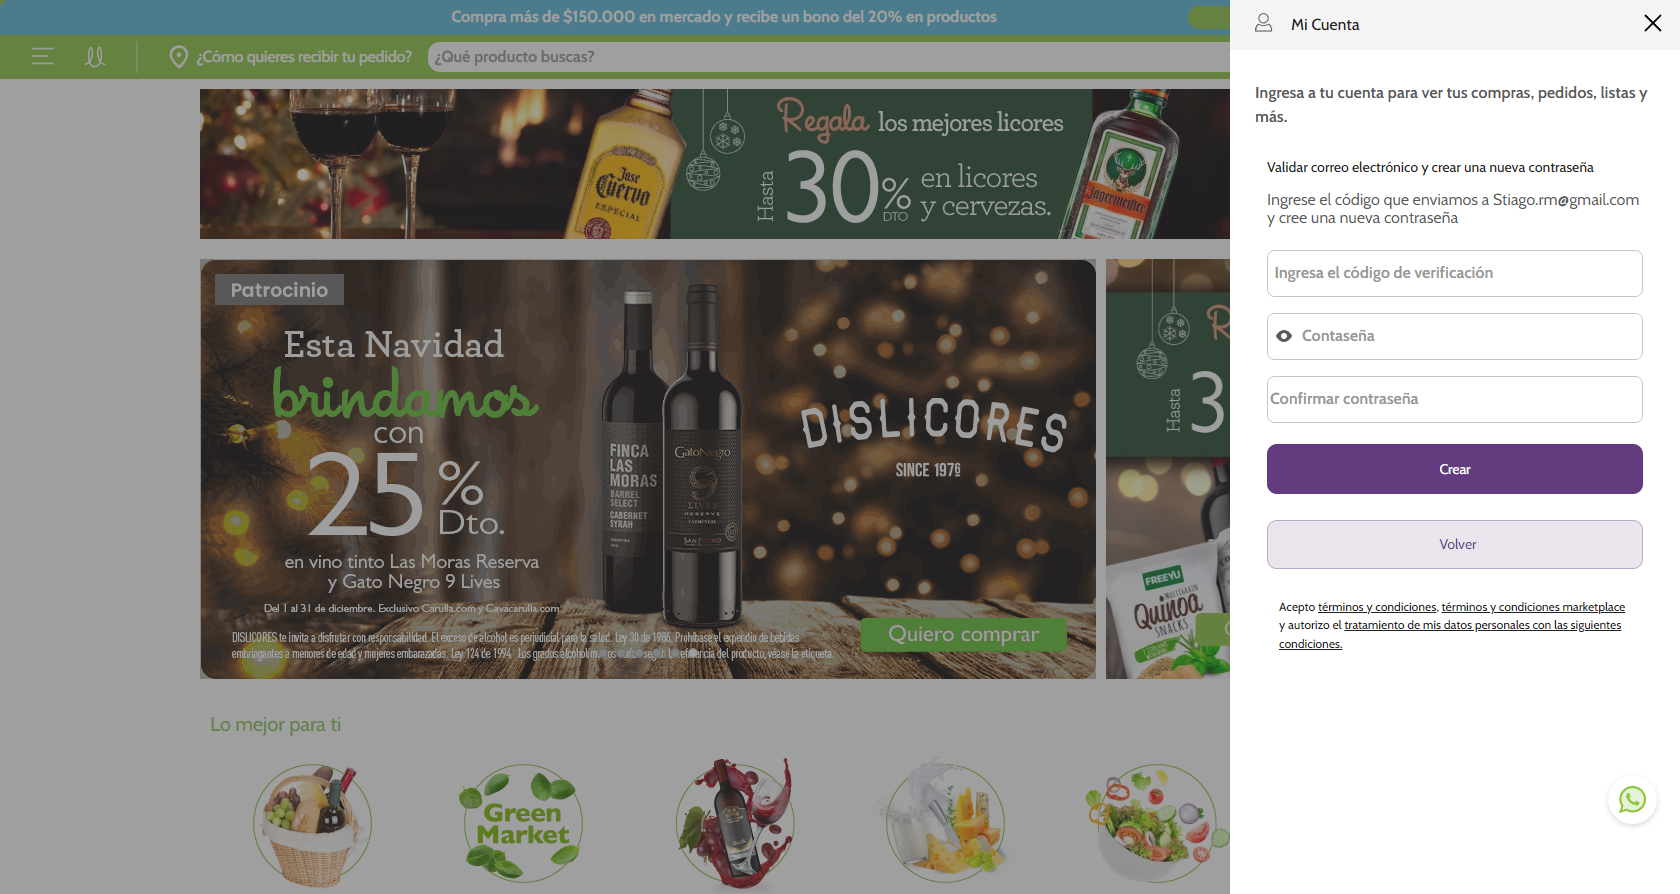 Compra más de $150.000 en mercado y recibe un bono del 20% en productos
¿Cómo quieres recibir tu pedido?
¿Qué producto buscas?
Regala los mejores licores
Hasta 30% DTO en licores y cervezas.
Jose Cuervo
ESPECIAL
Jägermeister
Patrocinio
Esta Navidad
brindamos
con
25% Dto.
en vino tinto Las Moras Reserva
y Gato Negro 9 Lives
Del 1 al 31 de diciembre. Exclusivo Carulla.com y Cavacarulla.com
DISLICORES te invita a disfrutar con responsabilidad. El exceso de alcohol es perjudicial para la salud. Ley 30 de 1986. Prohíbase el expendio de bebidas
embriagantes a menores de edad y mujeres embarazadas. Ley 124 de 1994. Los grados
del producto, véase la etiqueta.
FINCA
LAS
MORAS
BARREL
SELECT
CABERNET
SYRAH
GatoNegro
9
LIVES
RESERVE
SAN PEDRO
DISLICORES
SINCE 1976
Quiero comprar
R
Hasta
3
FREEYU
MULTIGRAIN
Quinoa
SNACKS
Lo mejor para ti
Green
Market
Mi Cuenta
Ingresa a tu cuenta para ver tus compras, pedidos, listas y
más.
Validar correo electrónico y crear una nueva contraseña
Ingrese el código que enviamos a Stiago.rm@gmail.com
y cree una nueva contraseña
Ingresa el código de verificación
Contaseña
Confirmar contraseña
Crear
Volver
Acepto términos y condiciones, términos y condiciones marketplace
y autorizo el tratamiento de mis datos personales con las siguientes
condiciones.